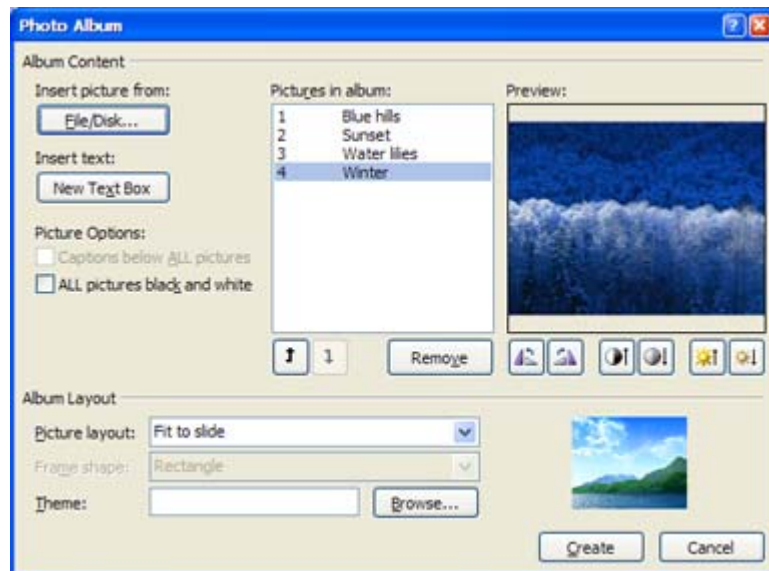 Photo Album
Album Content
Insert picture from:
File/Disk...
Insert text:
New Text Box
Picture Options:
Captions below ALL pictures
ALL pictures black and white
Pictures in album:
1 Blue hills
2 Sunset
3 Water lilies
4 Winter
Remove
Preview:
Album Layout
Picture layout: Fit to slide
Frame shape: Rectangle
Theme:
Browse...
Create
Cancel